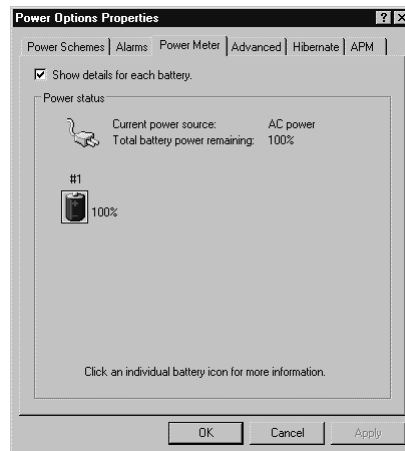 Power Options Properties
Power Schemes Alarms Power Meter Advanced Hibernate APM
Show details for each battery.
Power status
Current power source: AC power
Total battery power remaining: 100%
#1
100%
Click an individual battery icon for more information.
OK Cancel Apply